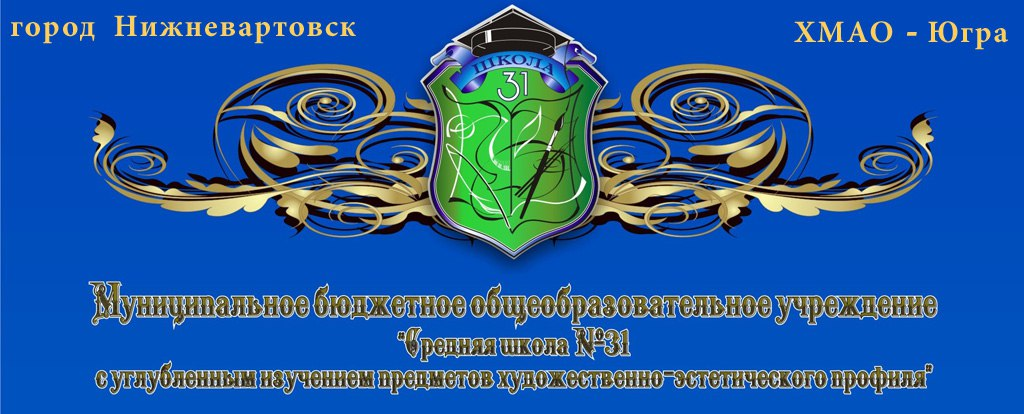 город Нижневартовск
ХМАО - Югра
ШКОЛА
31
Муниципальное бюджетное общеобразовательное учреждение
"Средняя школа №31
с углубленным изучением предметов художественно-эстетического профиля"